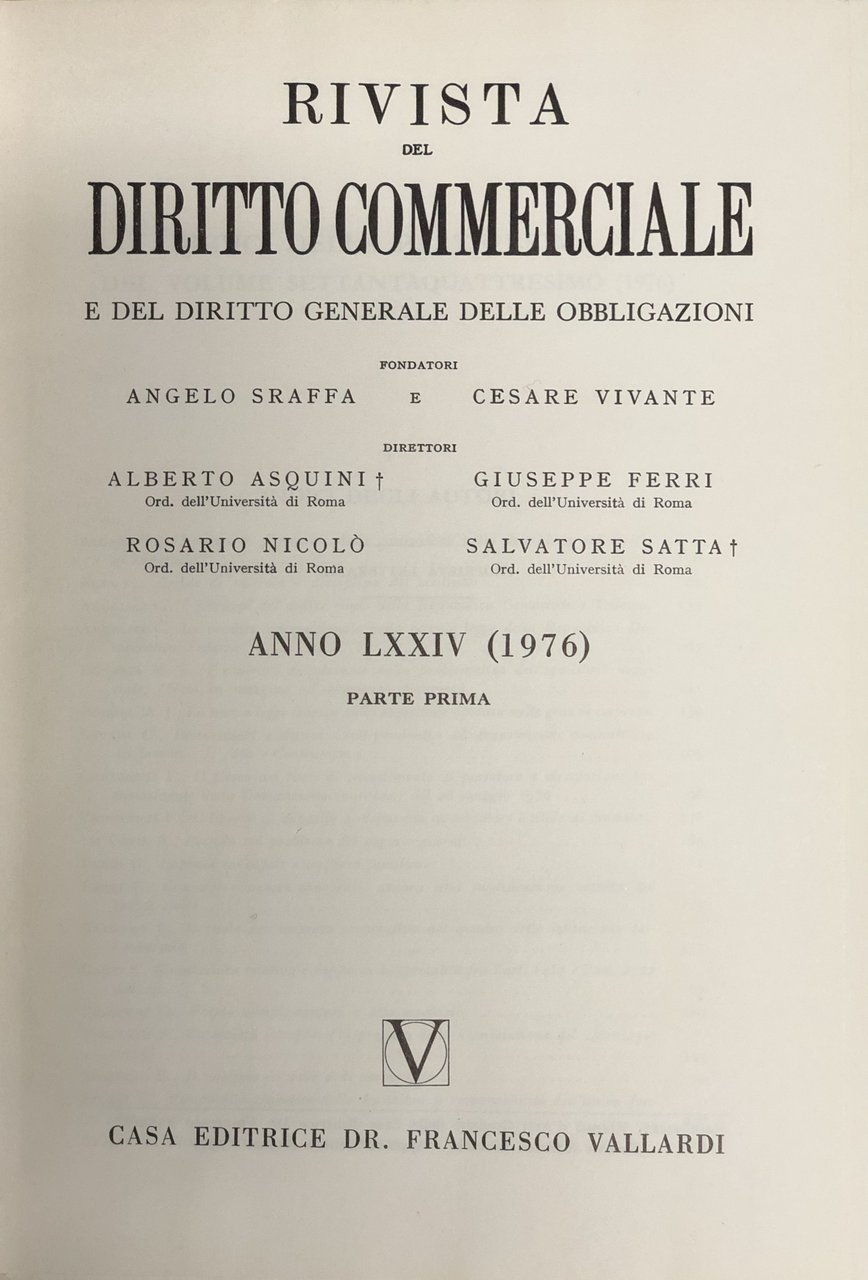 RIVISTA
DEL
DIRITTO COMMERCIALE
E DEL DIRITTO GENERALE DELLE OBBLIGAZIONI
FONDATORI
ANGELO SRAFFA E CESARE VIVANTE
DIRETTORI
ALBERTO ASQUINI † GIUSEPPE FERRI
Ord. dell'Università di Roma Ord. dell'Università di Roma
ROSARIO NICOLÒ SALVATORE SATTA †
Ord. dell'Università di Roma Ord. dell'Università di Roma
ANNO LXXIV (1976)
PARTE PRIMA
V
CASA EDITRICE DR. FRANCESCO VALLARDI